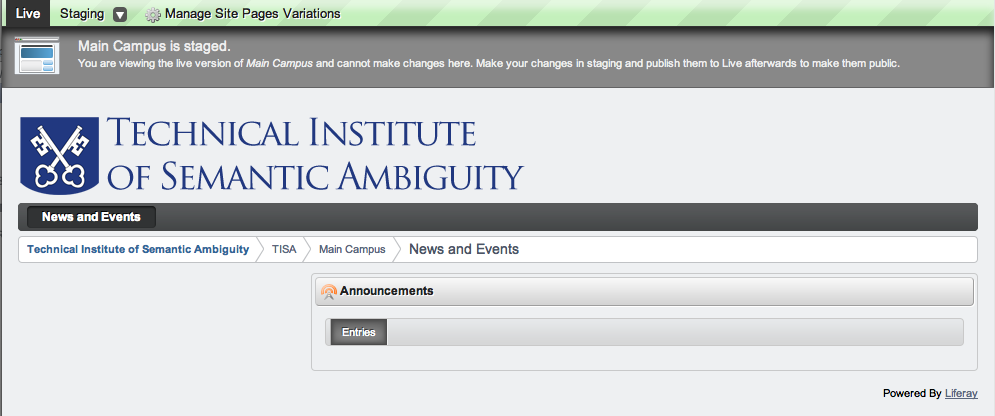 Live Staging Manage Site Pages Variations
Main Campus is staged.
You are viewing the live version of Main Campus and cannot make changes here. Make your changes in staging and publish them to Live afterwards to make them public.
TECHNICAL INSTITUTE
OF SEMANTIC AMBIGUITY
News and Events
Technical Institute of Semantic Ambiguity TISA Main Campus News and Events
Announcements
Entries
Powered By Liferay